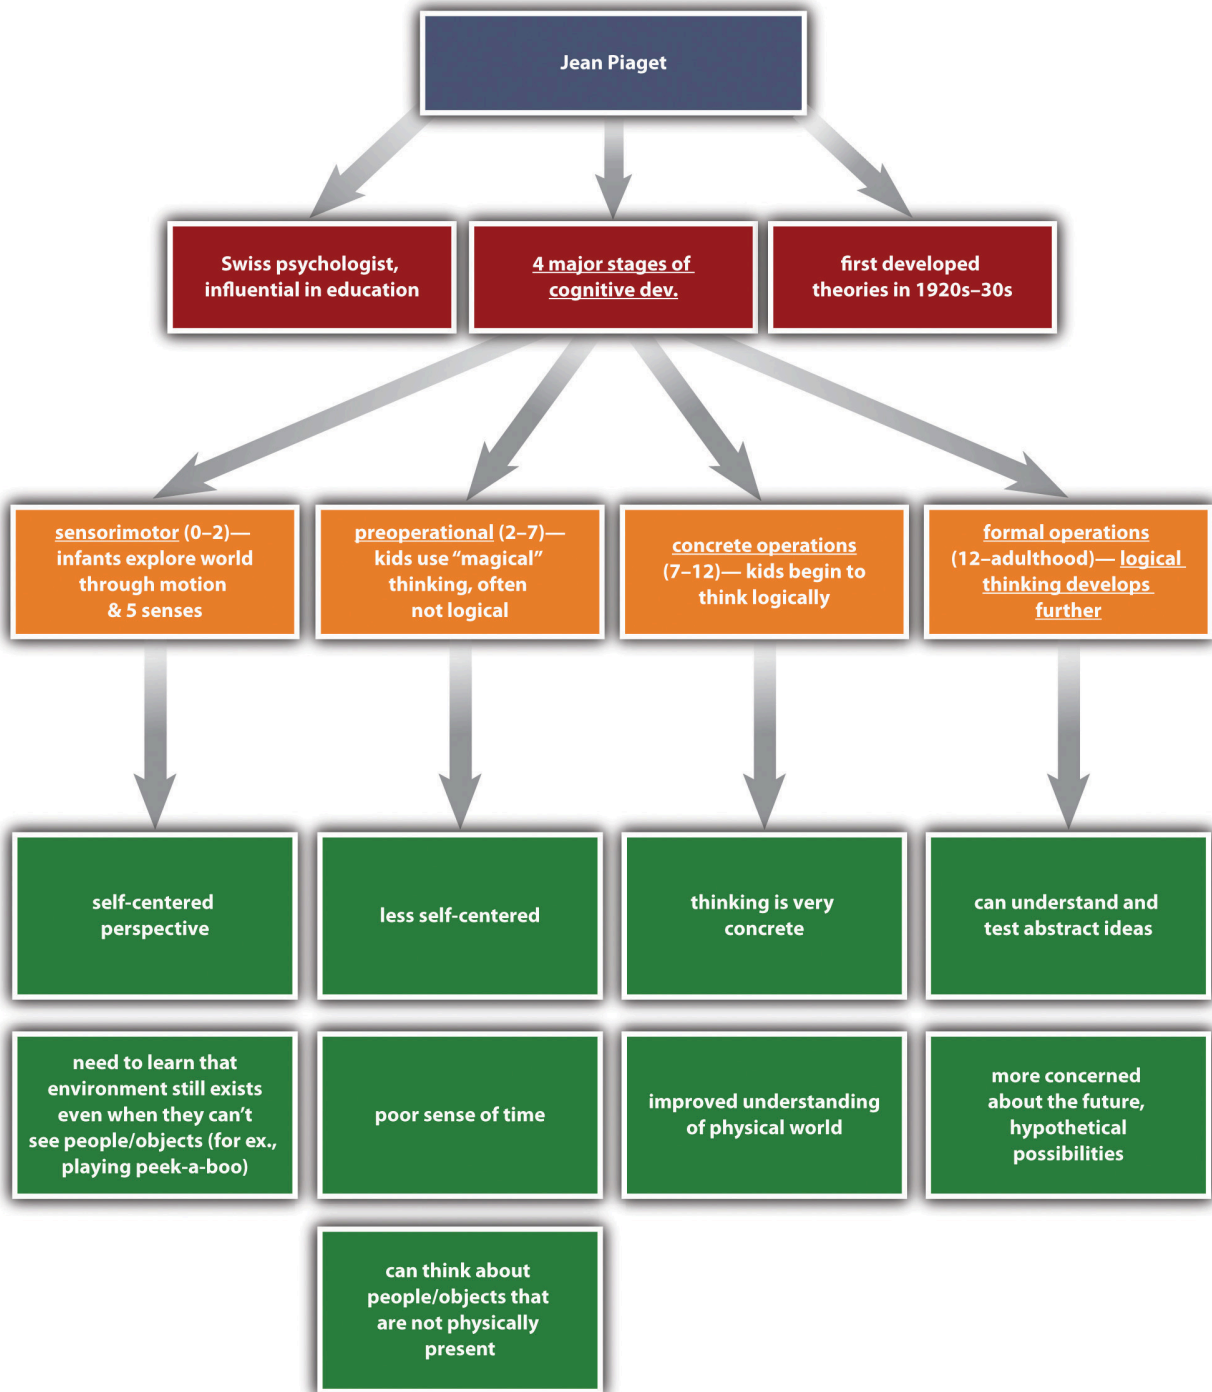 Jean Piaget
Swiss psychologist,
influential in education
4 major stages of
cognitive dev.
first developed
theories in 1920s–30s
sensorimotor (0–2)—
infants explore world
through motion
& 5 senses
preoperational (2–7)—
kids use “magical”
thinking, often
not logical
concrete operations
(7–12)— kids begin to
think logically
formal operations
(12–adulthood)— logical
thinking develops
further
self-centered
perspective
less self-centered
thinking is very
concrete
can understand and
test abstract ideas
need to learn that
environment still exists
even when they can’t
see people/objects (for ex.,
playing peek-a-boo)
poor sense of time
improved understanding
of physical world
more concerned
about the future,
hypothetical
possibilities
can think about
people/objects that
are not physically
present